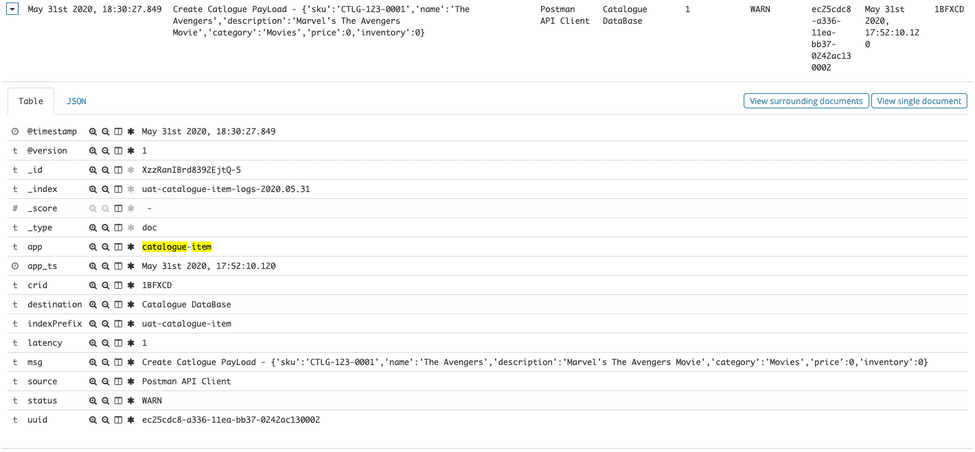 May 31st 2020, 18:30:27.849 Create Catlogue PayLoad - {'sku':'CTLG-123-0001','name':'The Postman Catalogue 1 WARN ec25cdc8 May 31st 1BFXCD
Avengers','description':'Marvel's The Avengers API Client DataBase -a336- 2020,
Movie','category':'Movies','price':0,'inventory':0} 11ea- 17:52:10.12
bb37- 0
0242ac13
0002
Table JSON View surrounding documents View single document
@timestamp May 31st 2020, 18:30:27.849
t @version 1
t _id XzzRanIBrd8392EjtQ-5
t _index uat-catalogue-item-logs-2020.05.31
# _score -
t _type doc
t app catalogue-item
app_ts May 31st 2020, 17:52:10.120
t crid 1BFXCD
t destination Catalogue DataBase
t indexPrefix uat-catalogue-item
t latency 1
t msg Create Catlogue PayLoad - {'sku':'CTLG-123-0001','name':'The Avengers','description':'Marvel's The Avengers Movie','category':'Movies','price':0,'inventory':0}
t source Postman API Client
t status WARN
t uuid ec25cdc8-a336-11ea-bb37-0242ac130002